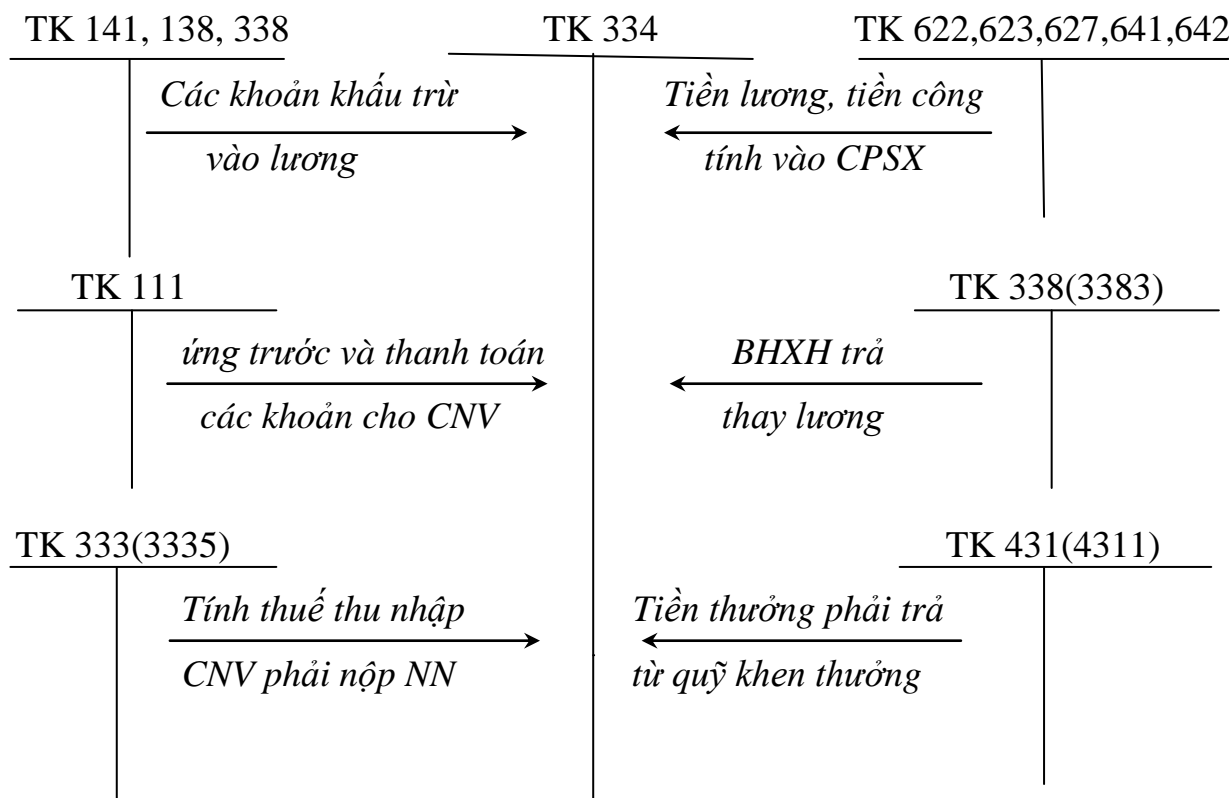 TK 141, 138, 338
TK 334
TK 622,623,627,641,642
Các khoản khấu trừ
vào lương
Tiền lương, tiền công
tính vào CPSX
TK 111
TK 338(3383)
ứng trước và thanh toán
các khoản cho CNV
BHXH trả
thay lương
TK 333(3335)
TK 431(4311)
Tính thuế thu nhập
CNV phải nộp NN
Tiền thưởng phải trả
từ quỹ khen thưởng